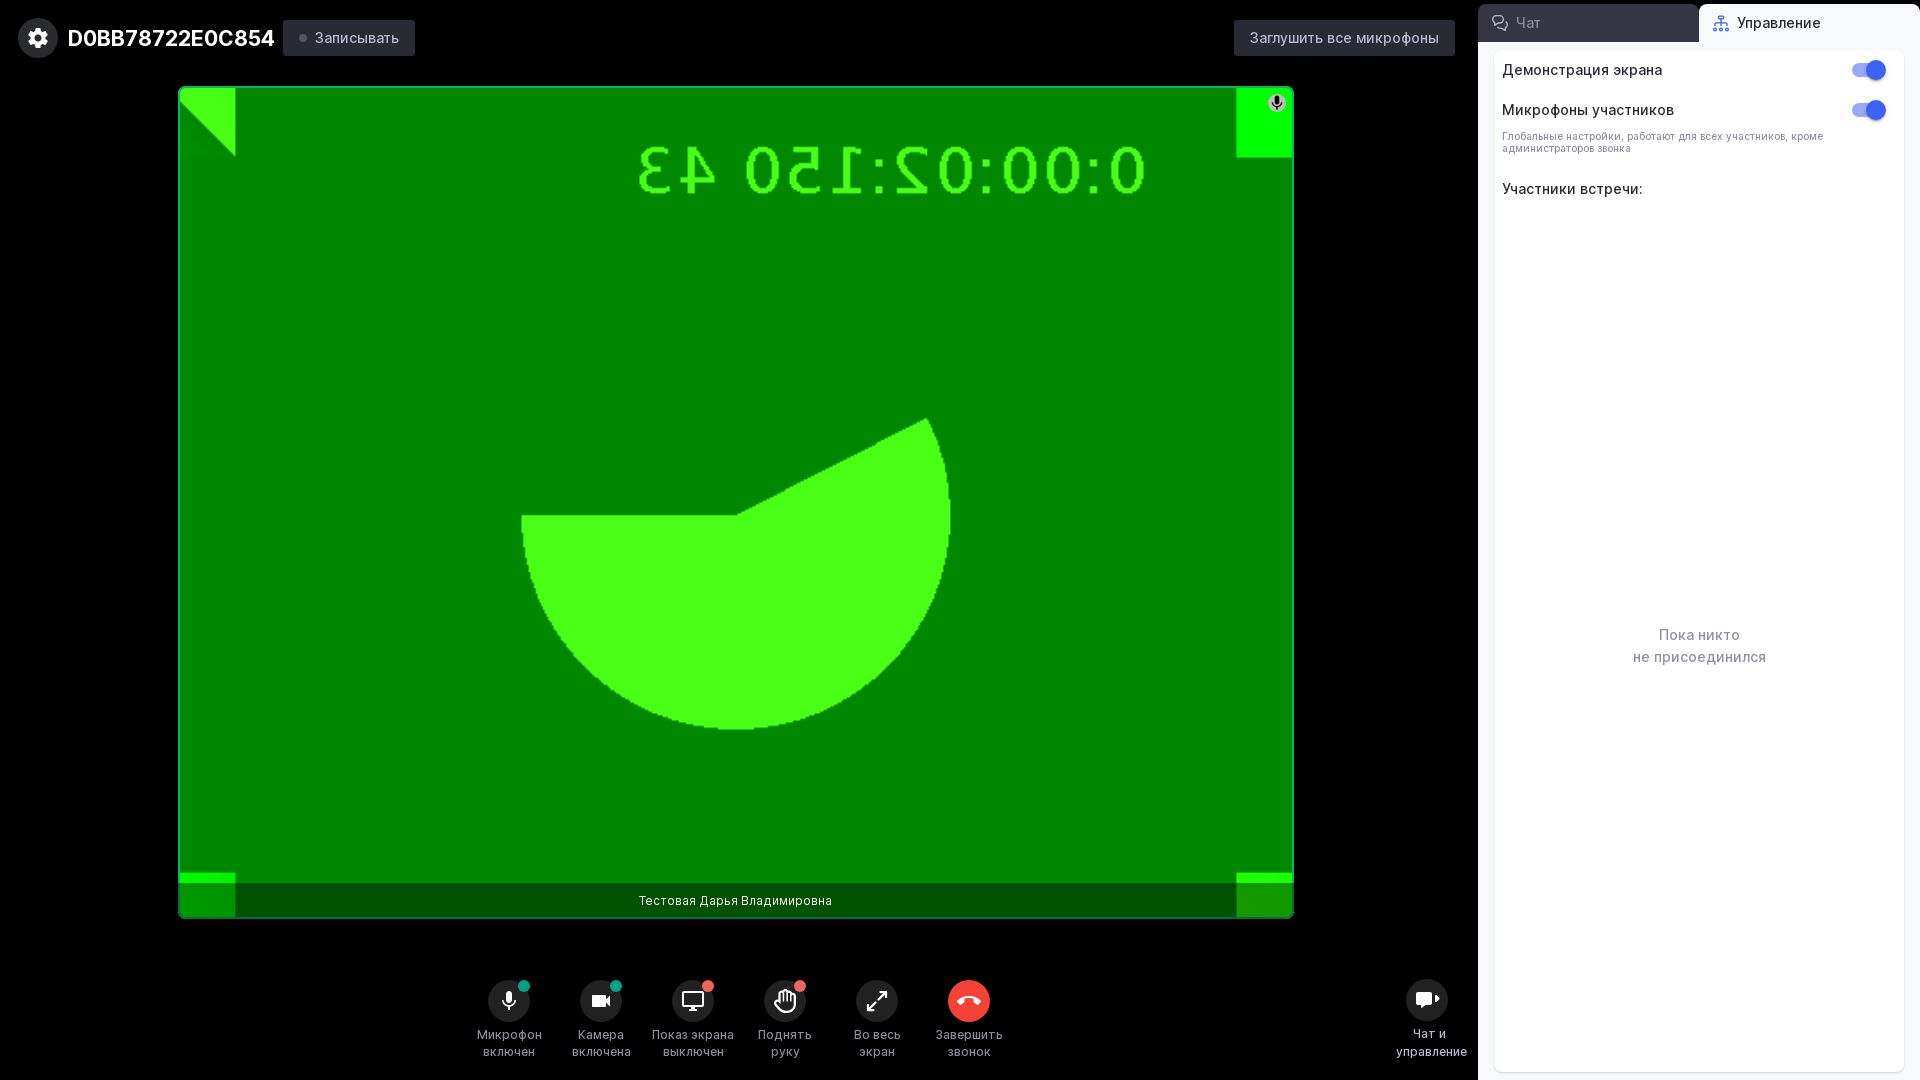 D0BB78722E0C854
Записывать
Заглушить все микрофоны
Чат
Управление
0:00:02:150 43
Тестовая Дарья Владимировна
Демонстрация экрана
Микрофоны участников
Глобальные настройки, работают для всех участников, кроме
администраторов звонка
Участники встречи:
Пока никто
не присоединился
Микрофон
включен
Камера
включена
Показ экрана
выключен
Поднять
руку
Во весь
экран
Завершить
звонок
Чат и
управление